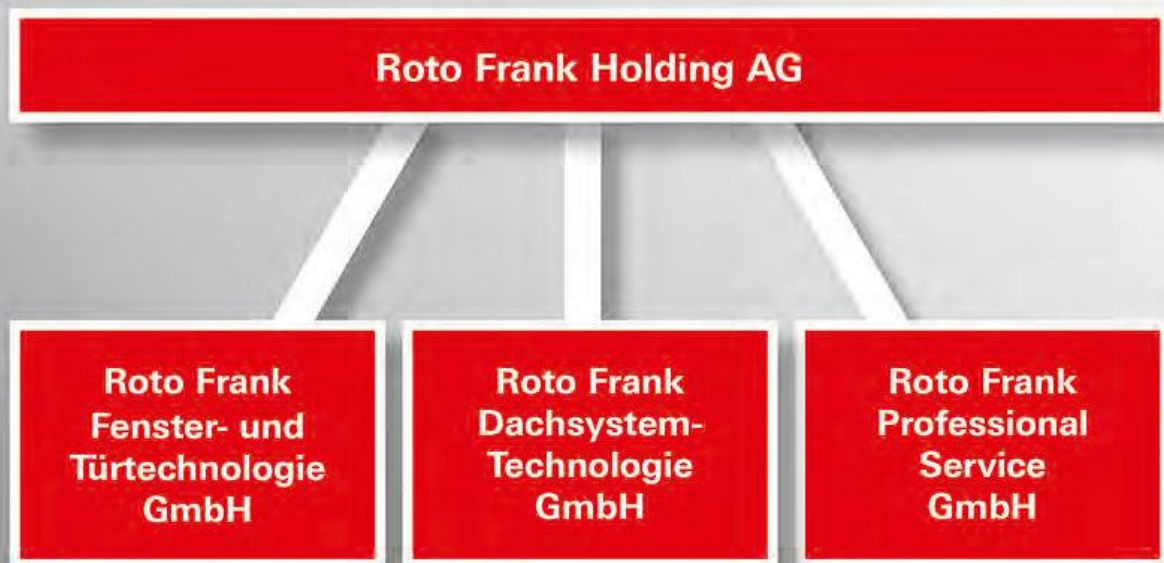 Roto Frank Holding AG
Roto Frank
Fenster- und
Türtechnologie
GmbH
Roto Frank
Dachsystem-
Technologie
GmbH
Roto Frank
Professional
Service
GmbH